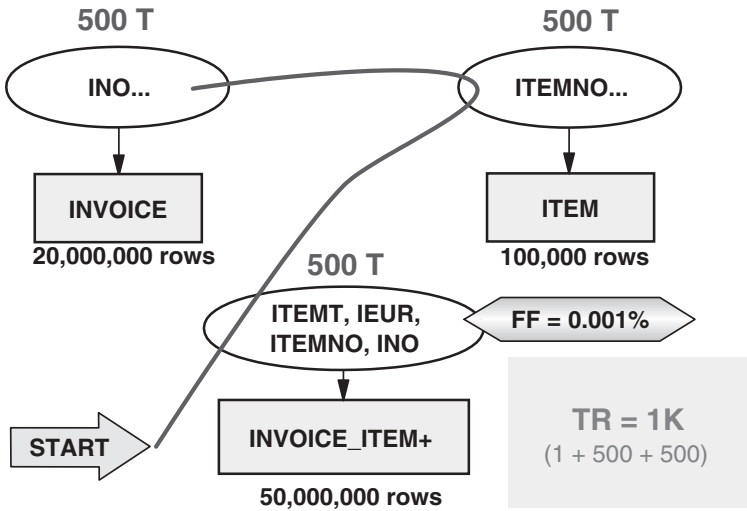 500 T
500 T
INO...
ITEMNO...
INVOICE
ITEM
20,000,000 rows
100,000 rows
500 T
ITEMT, IEUR,
ITEMNO, INO
FF = 0.001%
START
INVOICE_ITEM+
TR = 1K
(1 + 500 + 500)
50,000,000 rows